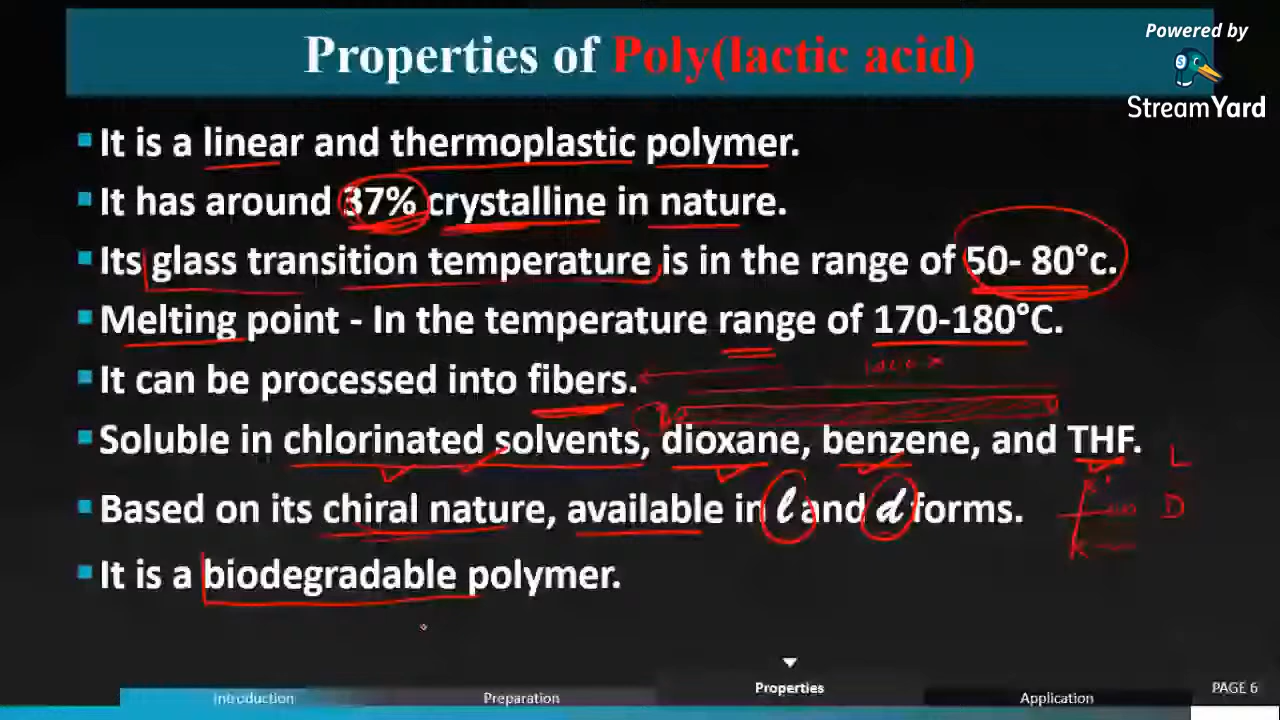 Properties of Poly(lactic acid)
Powered by
StreamYard
It is a linear and thermoplastic polymer.
It has around 37% crystalline in nature.
Its glass transition temperature is in the range of 50- 80°c.
Melting point - In the temperature range of 170-180°C.
It can be processed into fibers.
Soluble in chlorinated solvents, dioxane, benzene, and THF.
L
Based on its chiral nature, available in l and d forms.
D
It is a biodegradable polymer.
Introduction
Preparation
Properties
Application
PAGE 6